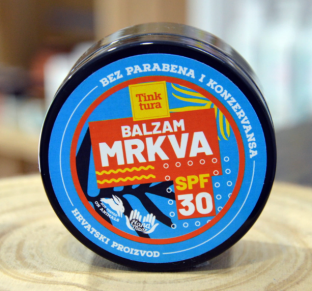 BEZ PARABENA I KONZERVANSA
Tink
tura
BALZAM
MRKVA
SPF
30
HRVATSKI PROIZVOD